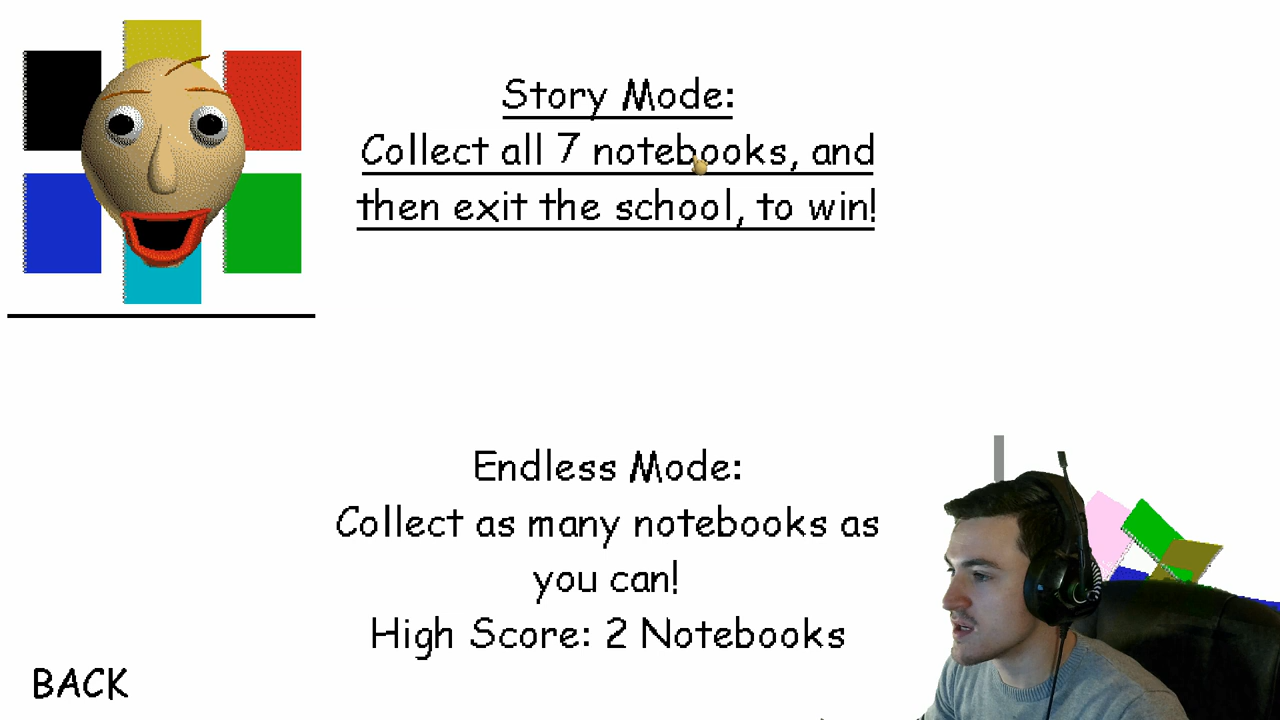 Story Mode:
Collect all 7 notebooks, and
then exit the school, to win!
Endless Mode:
Collect as many notebooks as
you can!
High Score: 2 Notebooks
BACK